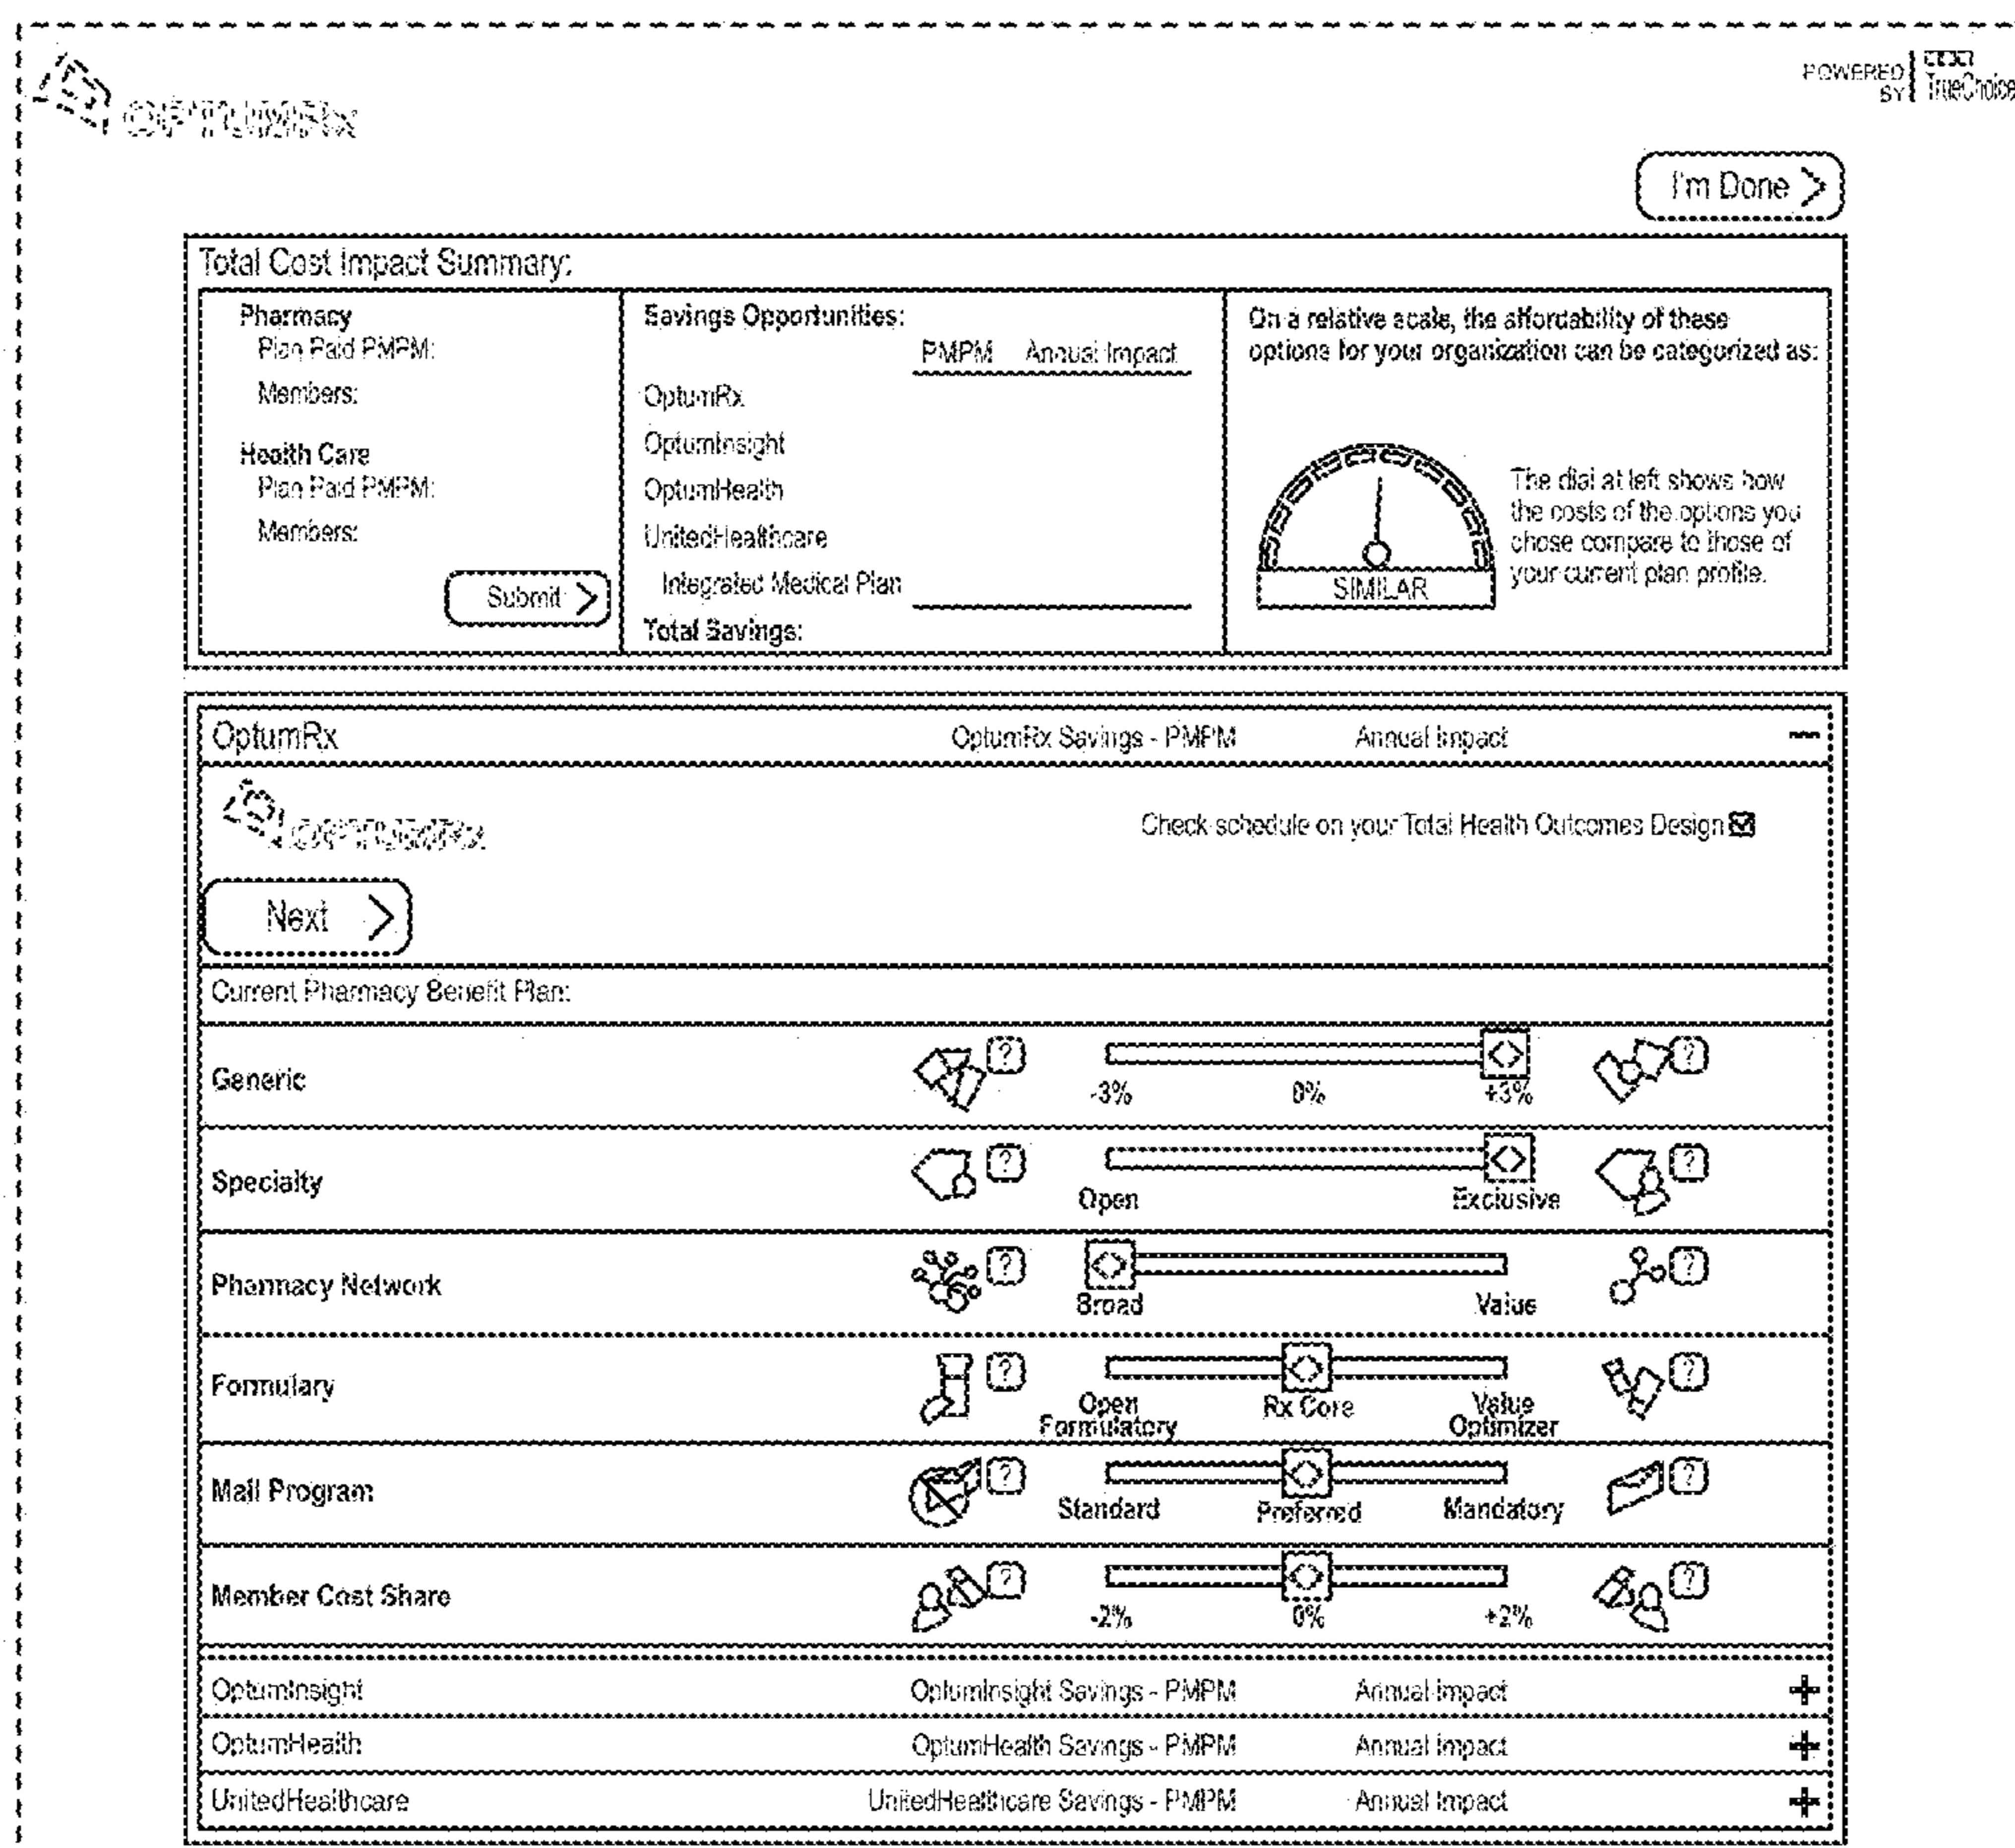 OPTUMRx
POWERED BY
TrueChoice
I'm Done
Total Cost Impact Summary:
Pharmacy
Plan Paid PMPM:
Members:
Health Care
Plan Paid PMPM:
Members:
Submit
Savings Opportunities:
PMPM Annual Impact
OptumRx
OptumInsight
OptumHealth
UnitedHealthcare
Integrated Medical Plan
Total Savings:
On a relative scale, the affordability of these
options for your organization can be categorized as:
SIMILAR
The dial at left shows how
the costs of the options you
chose compare to those of
your current plan profile.
OptumRx OptumRx Savings - PMPM Annual Impact
OPTUMRx
Check schedule on your Total Health Outcomes Design
Next
Current Pharmacy Benefit Plan:
Generic ? ?
-3% 0% +3%
Specialty ? ?
Open Exclusive
Pharmacy Network ? ?
Broad Value
Formulary ? ?
Open Formulatory Rx Core Value Optimizer
Mail Program ? ?
Standard Preferred Mandatory
Member Cost Share ? ?
-2% 0% +2%
OptumInsight OptumInsight Savings - PMPM Annual Impact +
OptumHealth OptumHealth Savings - PMPM Annual Impact +
UnitedHealthcare UnitedHealthcare Savings - PMPM Annual Impact +